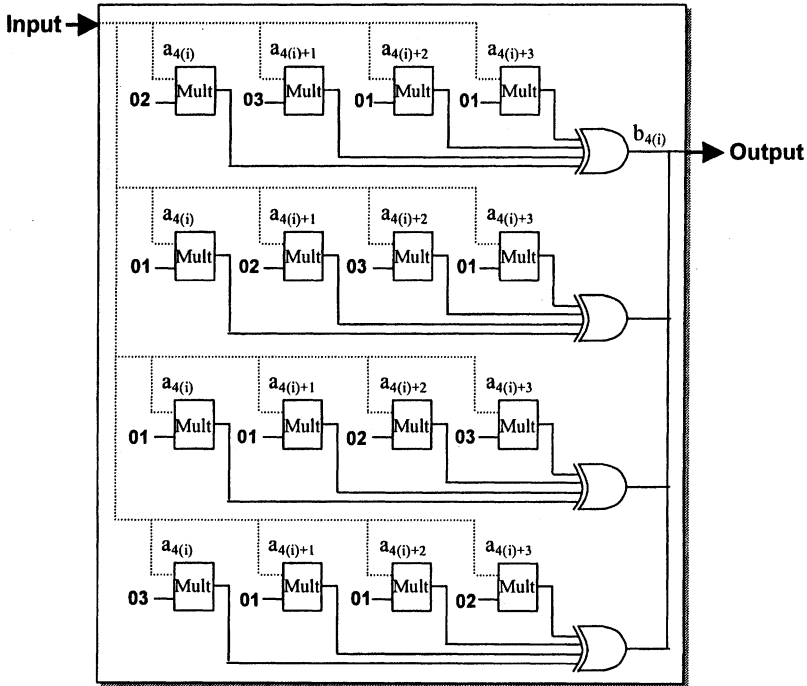 Input
a4(i) a4(i)+1 a4(i)+2 a4(i)+3
Mult Mult Mult Mult
02 03 01 01
b4(i)
Output
a4(i) a4(i)+1 a4(i)+2 a4(i)+3
Mult Mult Mult Mult
01 02 03 01
a4(i) a4(i)+1 a4(i)+2 a4(i)+3
Mult Mult Mult Mult
01 01 02 03
a4(i) a4(i)+1 a4(i)+2 a4(i)+3
Mult Mult Mult Mult
03 01 01 02